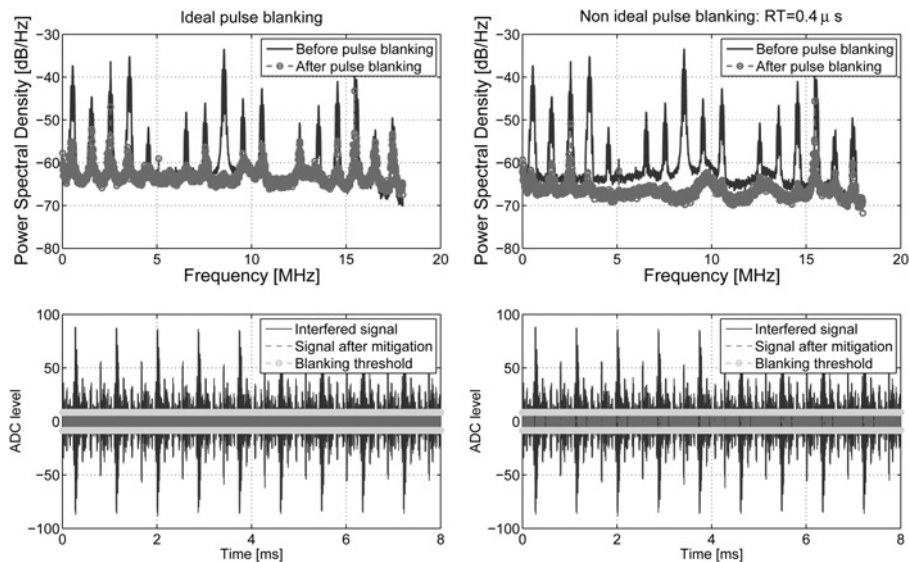 Ideal pulse blanking
Power Spectral Density [dB/Hz]
−30
−40
−50
−60
−70
−80
Before pulse blanking
After pulse blanking
0
5
10
15
20
Frequency [MHz]
Non ideal pulse blanking: RT=0.4 μ s
Power Spectral Density [dB/Hz]
−30
−40
−50
−60
−70
−80
Before pulse blanking
After pulse blanking
0
5
10
15
20
Frequency [MHz]
ADC level
100
50
0
−50
−100
Interfered signal
Signal after mitigation
Blanking threshold
0
2
4
6
8
Time [ms]
ADC level
100
50
0
−50
−100
Interfered signal
Signal after mitigation
Blanking threshold
0
2
4
6
8
Time [ms]